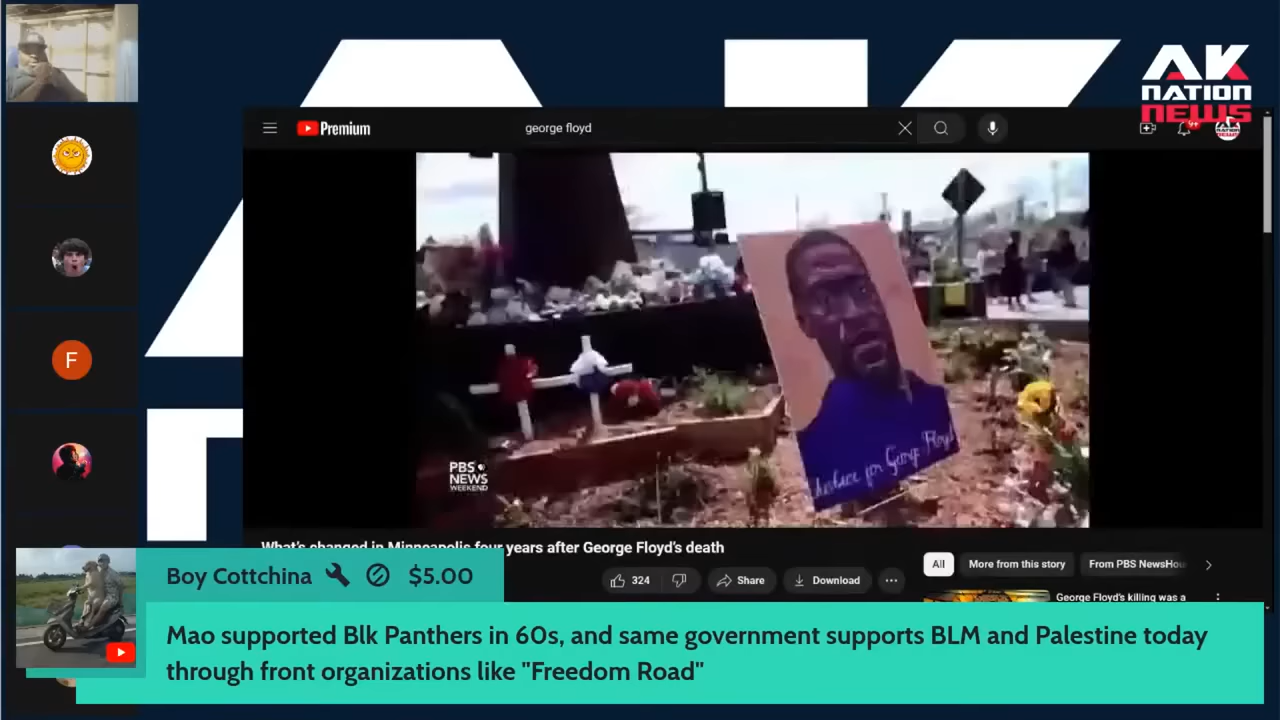 AK
NATION
NEWS
Premium
george floyd
9+
Justice for George Floyd
PBS
NEWS
WEEKEND
What's changed in Minneapolis four years after George Floyd's death
324
Share
Download
All
More from this story
From PBS NewsHou
George Floyd's killing was a
F
Boy Cottchina
$5.00
Mao supported Blk Panthers in 60s, and same government supports BLM and Palestine today
through front organizations like "Freedom Road"